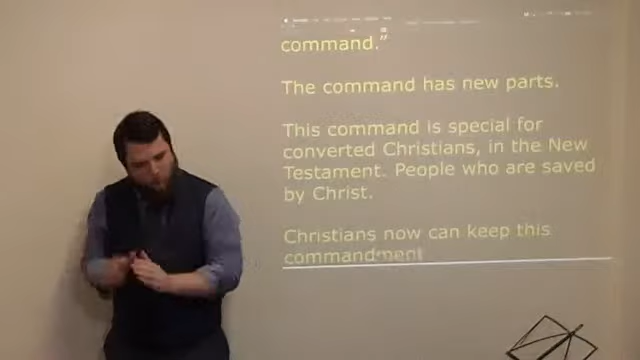 command."
The command has new parts.
This command is special for
converted Christians, in the New
Testament. People who are saved
by Christ.
Christians now can keep this
commandment